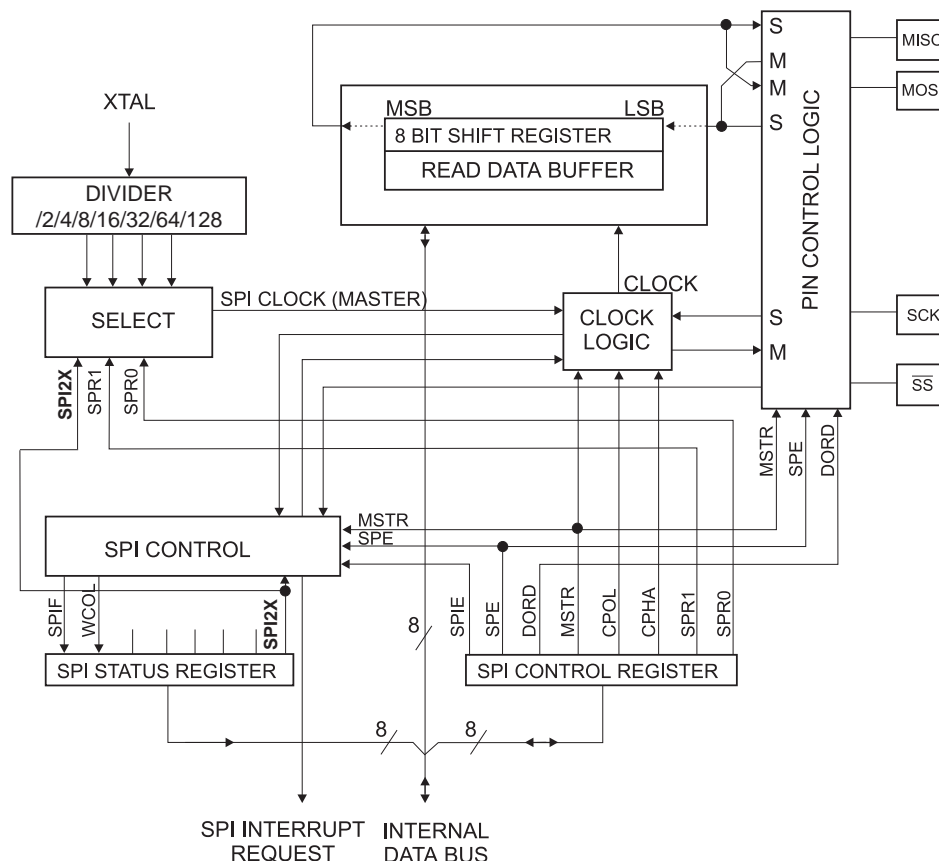 S
MISO
M
M
MOSI
S
PIN CONTROL LOGIC
XTAL
MSB
LSB
8 BIT SHIFT REGISTER
READ DATA BUFFER
DIVIDER
/2/4/8/16/32/64/128
SPI CLOCK (MASTER)
CLOCK
SELECT
CLOCK
LOGIC
S
M
SCK
SS
SPI2X
SPR1
SPR0
MSTR
SPE
DORD
MSTR
SPE
SPI CONTROL
SPIF
WCOL
SPI2X
8
SPIE
SPE
DORD
MSTR
CPOL
CPHA
SPR1
SPR0
SPI STATUS REGISTER
SPI CONTROL REGISTER
8
8
SPI INTERRUPT
REQUEST
INTERNAL
DATA BUS